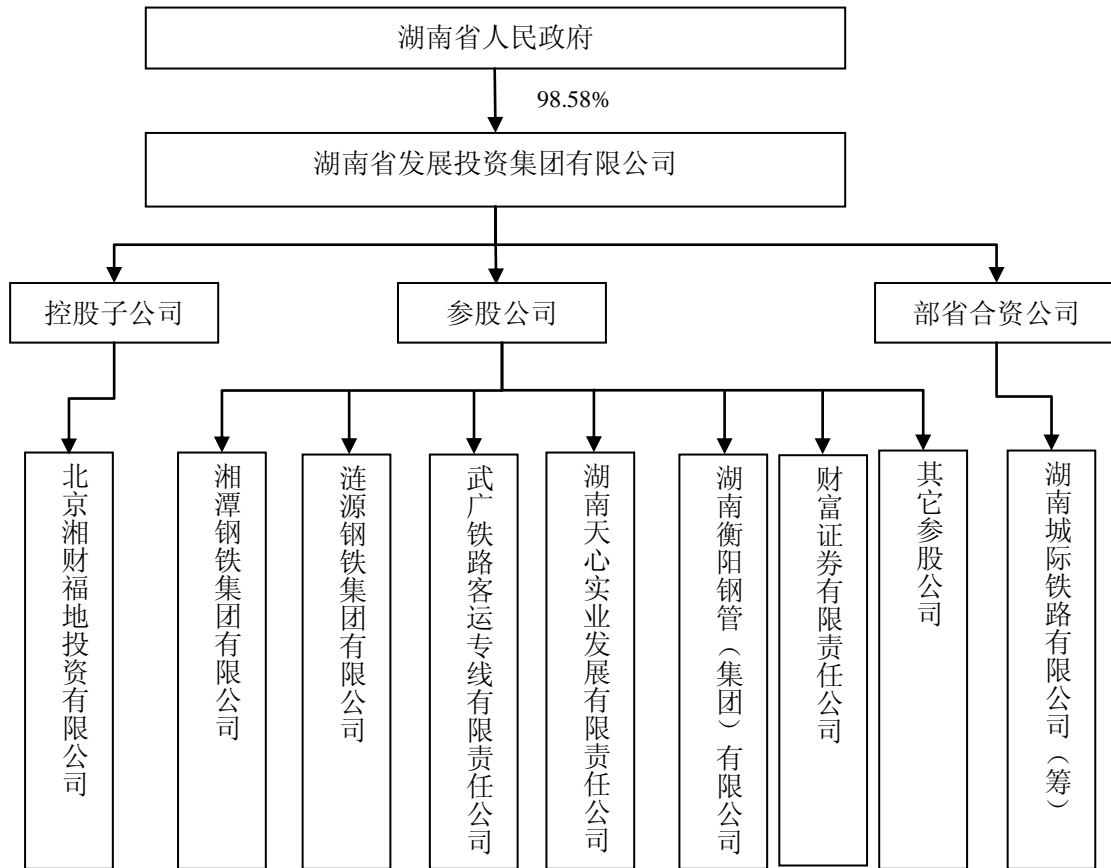 湖南省人民政府
98.58%
湖南省发展投资集团有限公司
控股子公司
参股公司
部省合资公司
北京湘财福地投资有限公司
湘潭钢铁集团有限公司
涟源钢铁集团有限公司
武广铁路客运专线有限责任公司
湖南天心实业发展有限责任公司
湖南衡阳钢管（集团）有限公司
财富证券有限责任公司
其它参股公司
湖南城际铁路有限公司（筹）